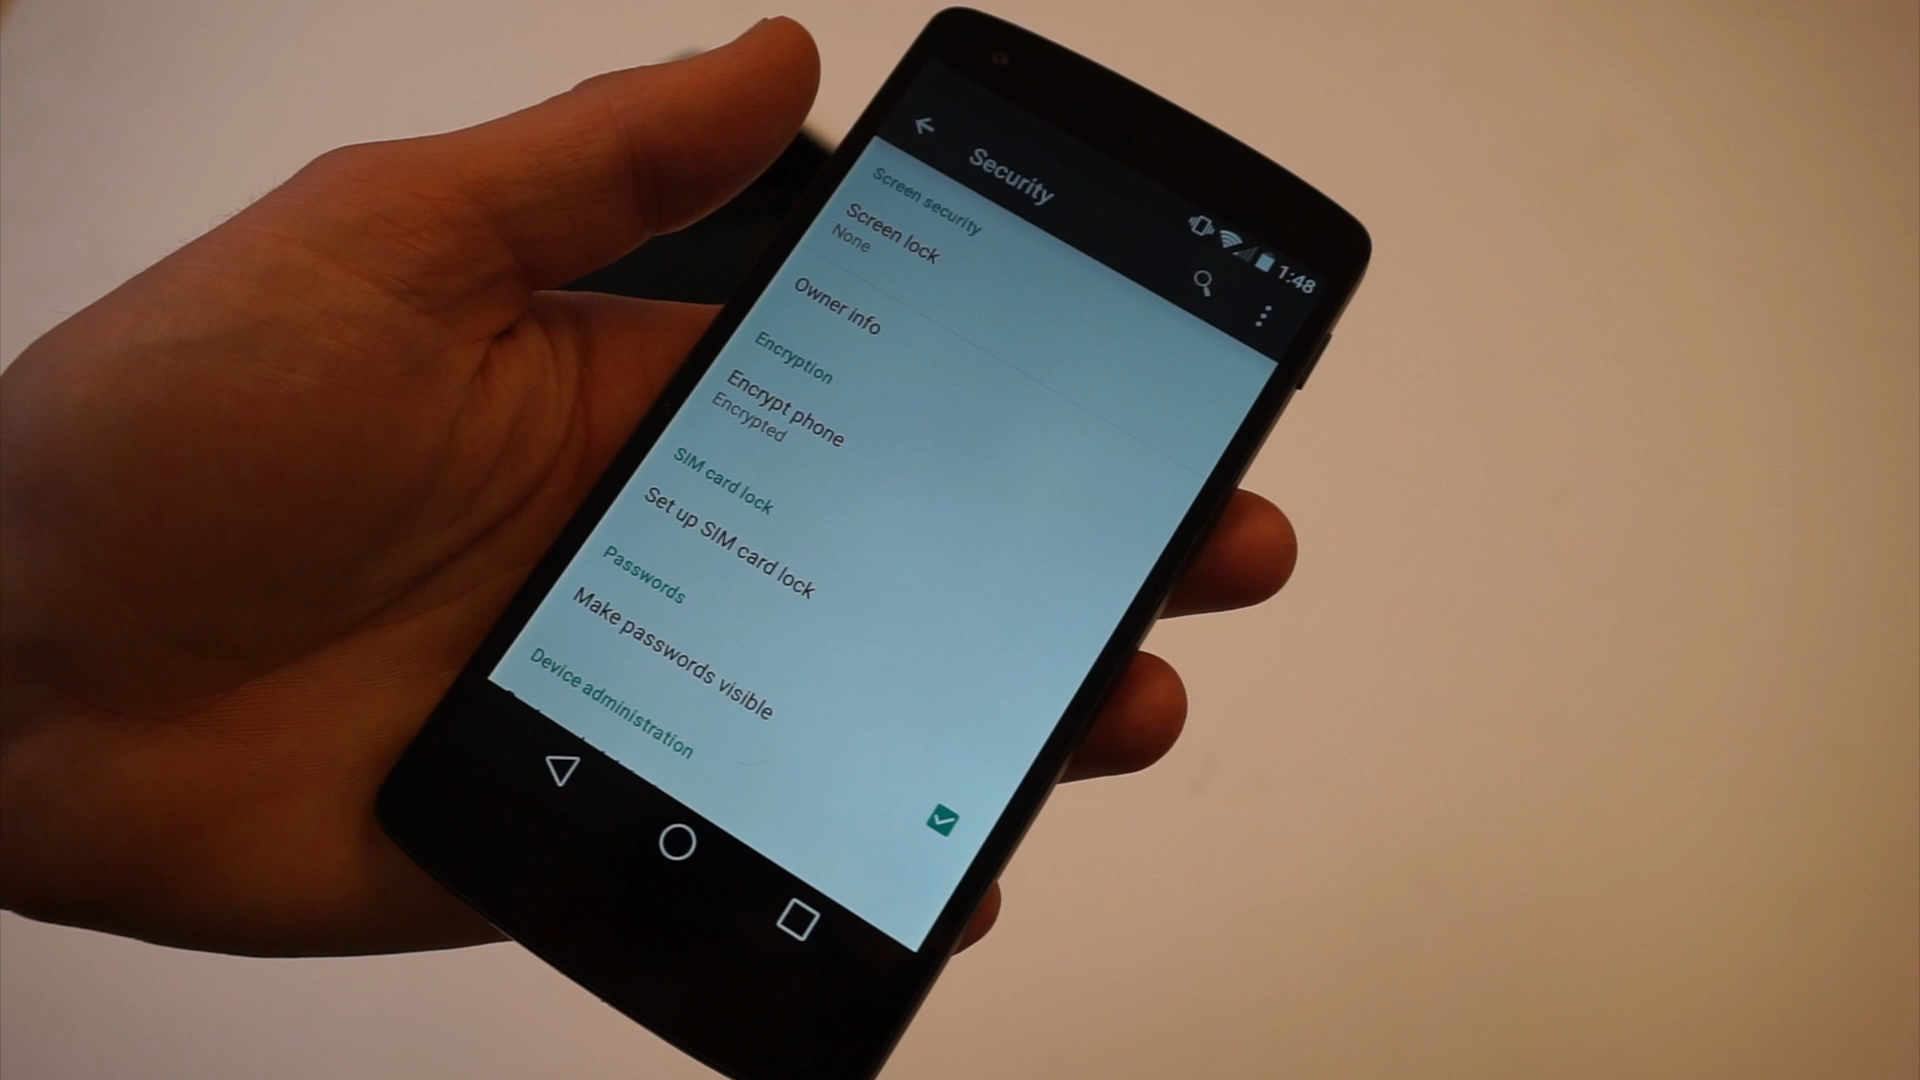 1:48
Security
Screen security
Screen lock
None
Owner info
Encryption
Encrypt phone
Encrypted
SIM card lock
Set up SIM card lock
Passwords
Make passwords visible
Device administration